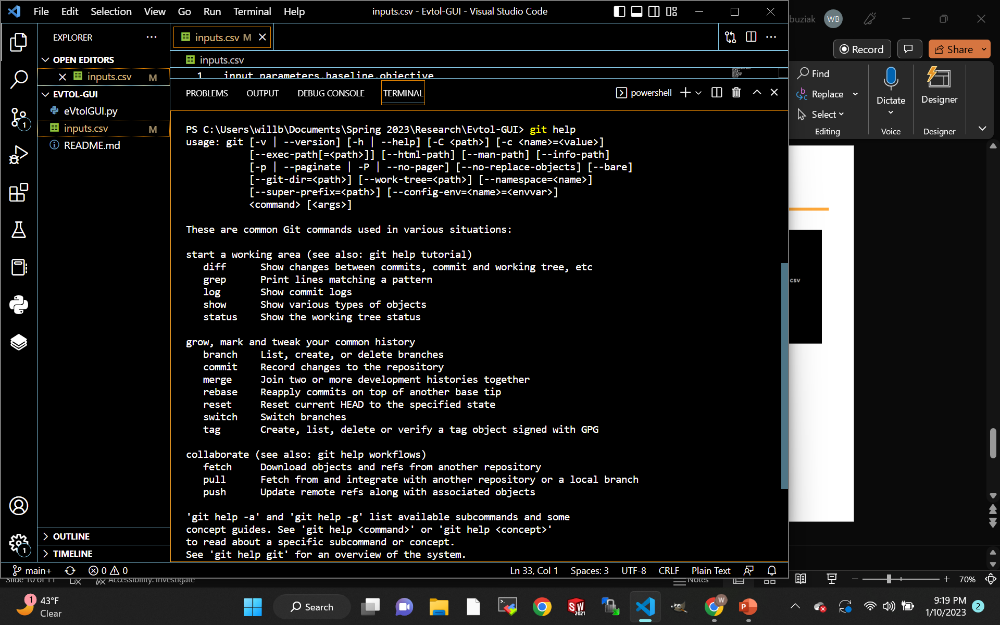 File Edit Selection View Go Run Terminal Help
inputs.csv - Evtol-GUI - Visual Studio Code
buziak
WB
EXPLORER
inputs.csv M
Record
Share
OPEN EDITORS
inputs.csv
inputs.csv M
1 input parameters.baseline.objective
Find
Replace
Select
Editing
Dictate
Voice
Designer
Designer
EVTOL-GUI
eVtolGUI.py
inputs.csv M
README.md
PROBLEMS OUTPUT DEBUG CONSOLE TERMINAL
powershell
PS C:\Users\willb\Documents\Spring 2023\Research\Evtol-GUI> git help
usage: git [-v | --version] [-h | --help] [-C <path>] [-c <name>=<value>]
[--exec-path[=<path>]] [--html-path] [--man-path] [--info-path]
[-p | --paginate | -P | --no-pager] [--no-replace-objects] [--bare]
[--git-dir=<path>] [--work-tree=<path>] [--namespace=<name>]
[--super-prefix=<path>] [--config-env=<name>=<envvar>]
<command> [<args>]
These are common Git commands used in various situations:
start a working area (see also: git help tutorial)
diff Show changes between commits, commit and working tree, etc
grep Print lines matching a pattern
log Show commit logs
show Show various types of objects
status Show the working tree status
grow, mark and tweak your common history
branch List, create, or delete branches
commit Record changes to the repository
merge Join two or more development histories together
rebase Reapply commits on top of another base tip
reset Reset current HEAD to the specified state
switch Switch branches
tag Create, list, delete or verify a tag object signed with GPG
collaborate (see also: git help workflows)
fetch Download objects and refs from another repository
pull Fetch from and integrate with another repository or a local branch
push Update remote refs along with associated objects
'git help -a' and 'git help -g' list available subcommands and some
concept guides. See 'git help <command>' or 'git help <concept>'
to read about a specific subcommand or concept.
See 'git help git' for an overview of the system.
csv
1
OUTLINE
1
TIMELINE
main+ 0 0
Ln 33, Col 1 Spaces: 3 UTF-8 CRLF Plain Text
Slide 10 of 11 Accessibility: Investigate
Notes
70%
1
43°F
Clear
Search
SW
2021
W
P
9:19 PM
1/10/2023
2